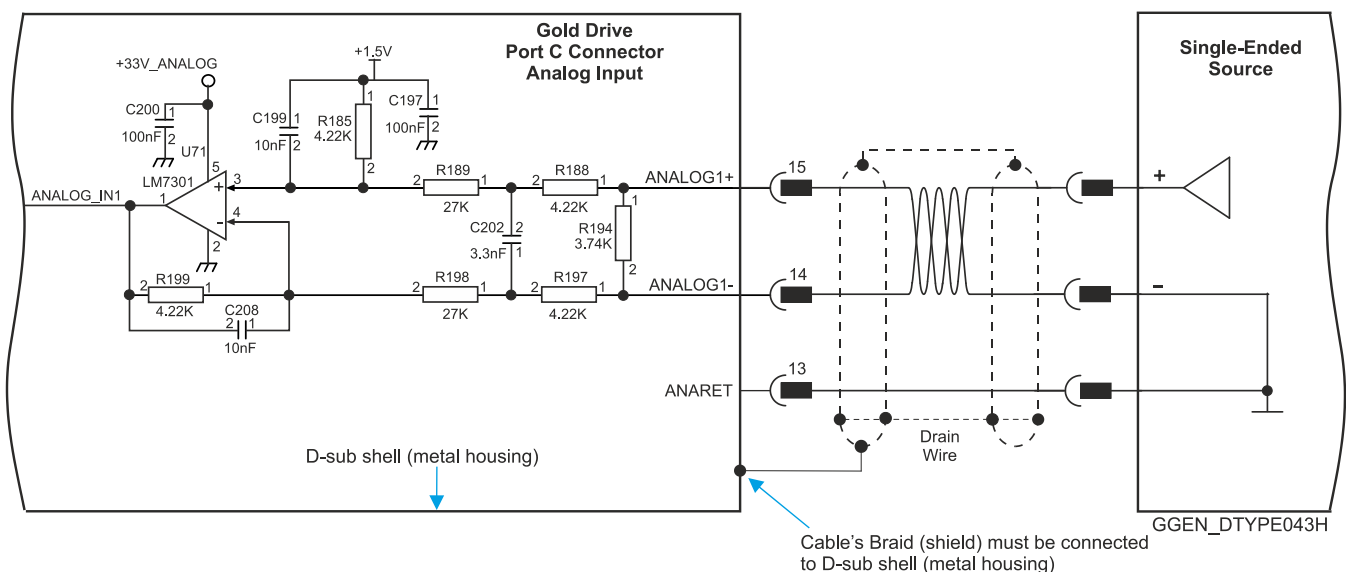 Gold Drive
Port C Connector
Analog Input
Single-Ended
Source
+33V_ANALOG
+1.5V
C200
1
100nF
2
U71
5
LM7301
+
3
-
4
1
2
ANALOG_IN1
C199
1
10nF
2
R185
4.22K
1
2
C197
1
100nF
2
2
R189
1
27K
2
R188
1
4.22K
C202
2
3.3nF
1
R194
3.74K
1
2
ANALOG1+
15
ANALOG1-
14
ANARET
13
2
R199
1
4.22K
C208
2
1
10nF
2
R198
1
27K
2
R197
1
4.22K
+
-
Drain
Wire
D-sub shell (metal housing)
GGEN_DTYPE043H
Cable's Braid (shield) must be connected
to D-sub shell (metal housing)